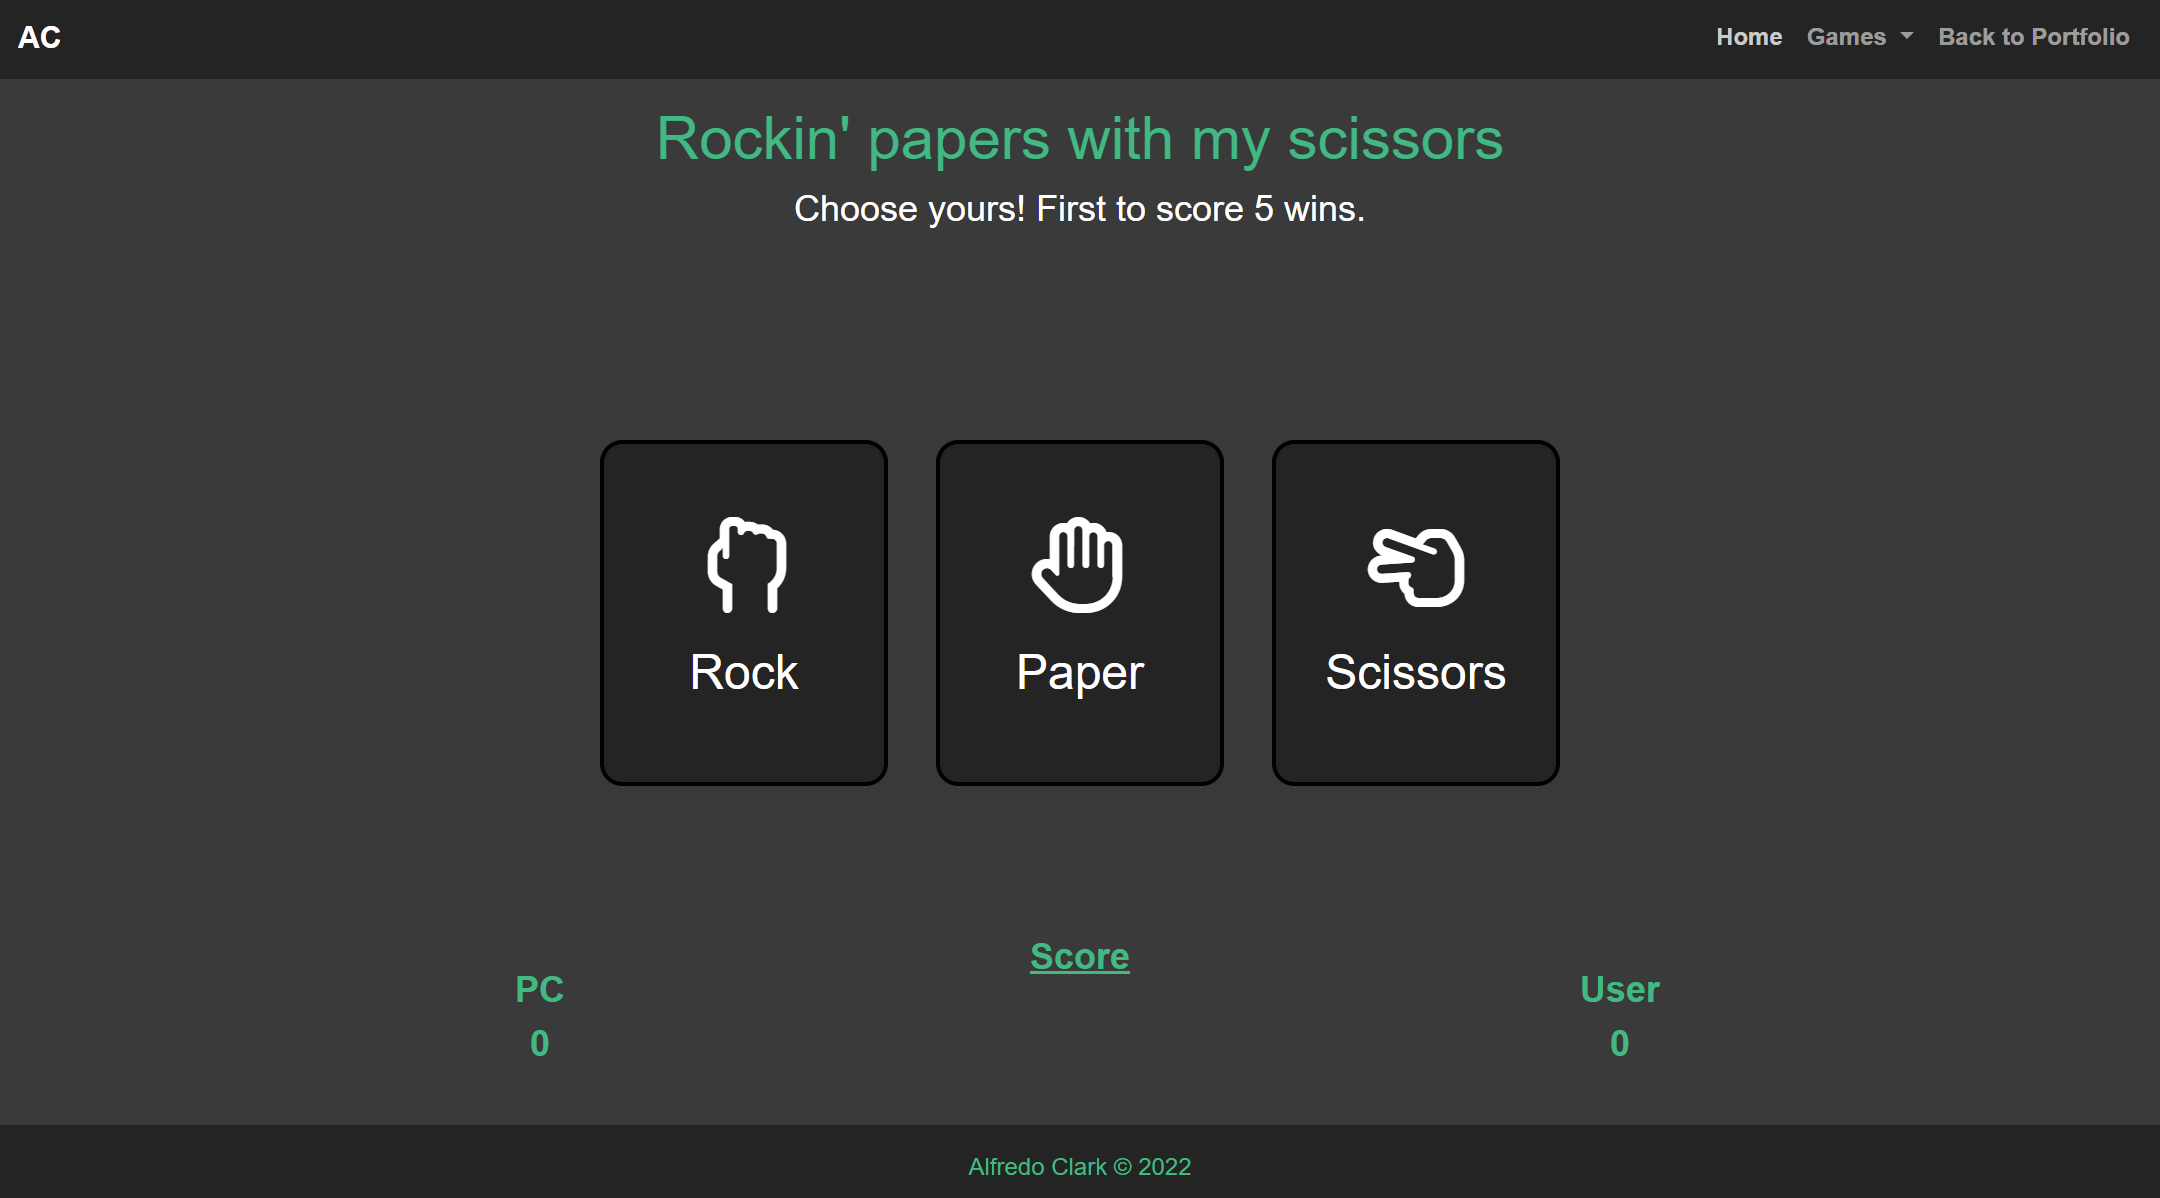 AC
Home Games Back to Portfolio
Rockin' papers with my scissors
Choose yours! First to score 5 wins.
Rock
Paper
Scissors
Score
PC
0
User
0
Alfredo Clark © 2022